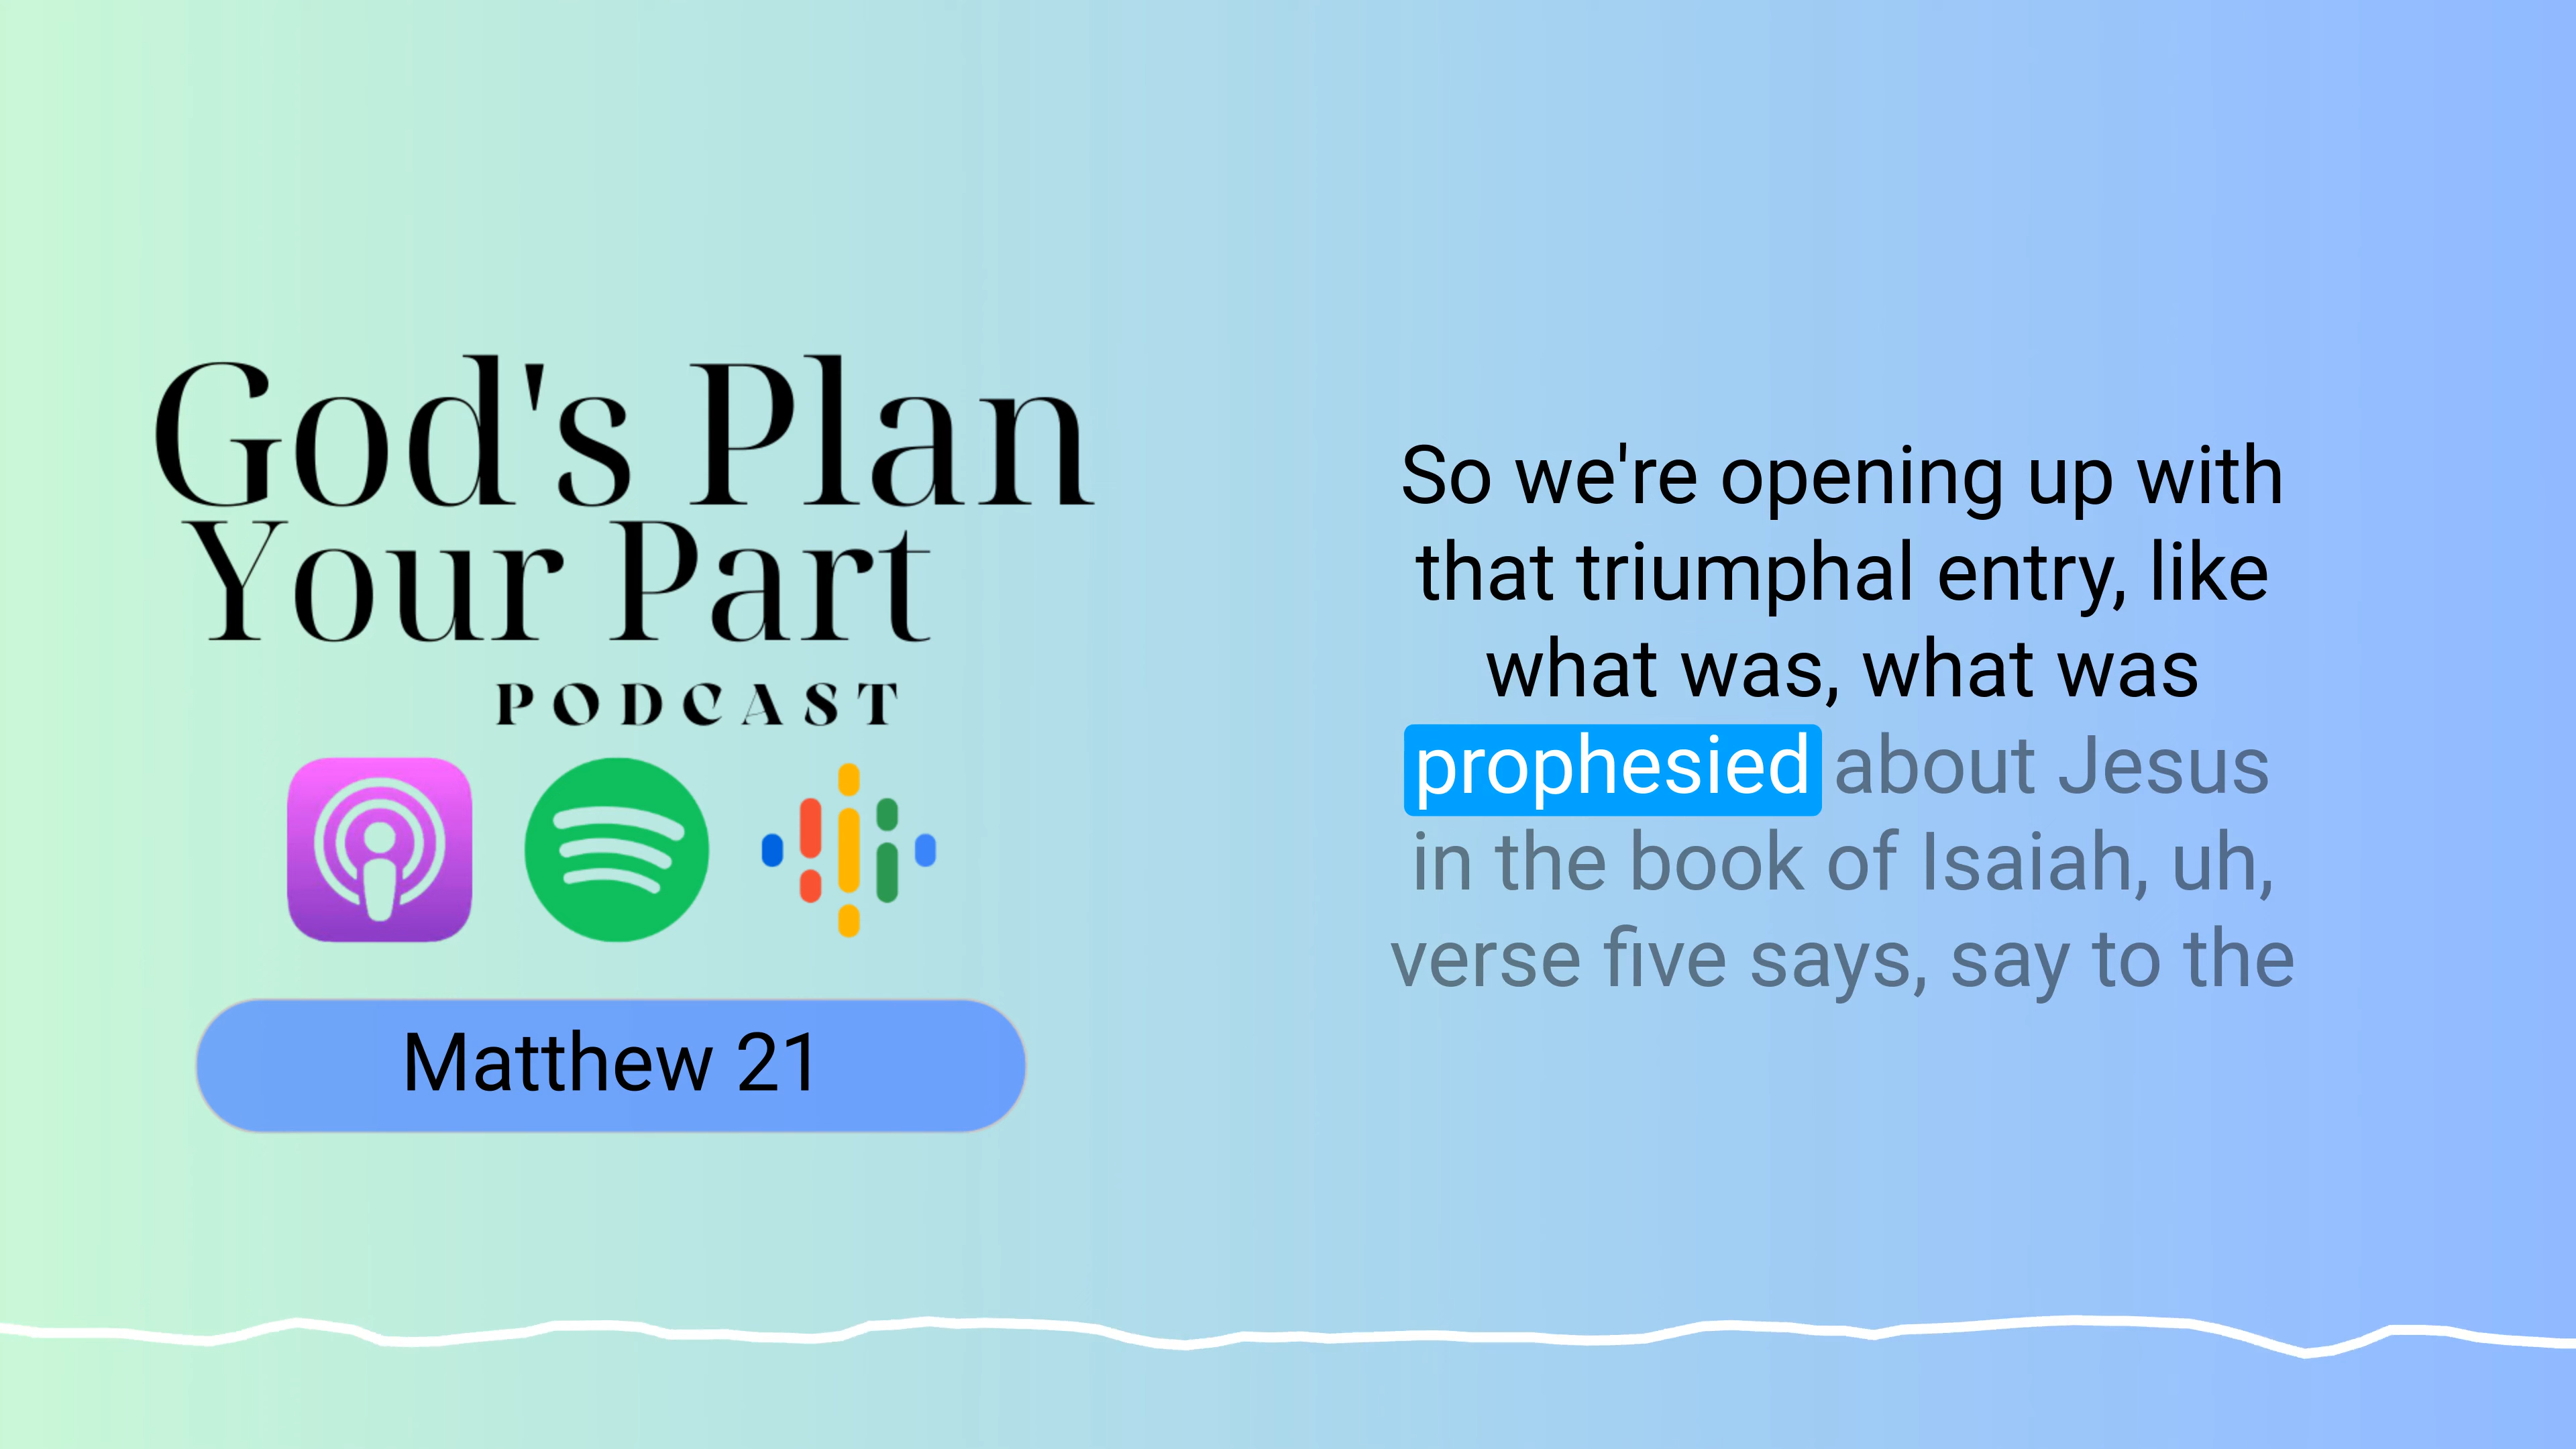 God's Plan
Your Part
PODCAST
Matthew 21
So we're opening up with
that triumphal entry, like
what was, what was
prophesied about Jesus
in the book of Isaiah, uh,
verse five says, say to the